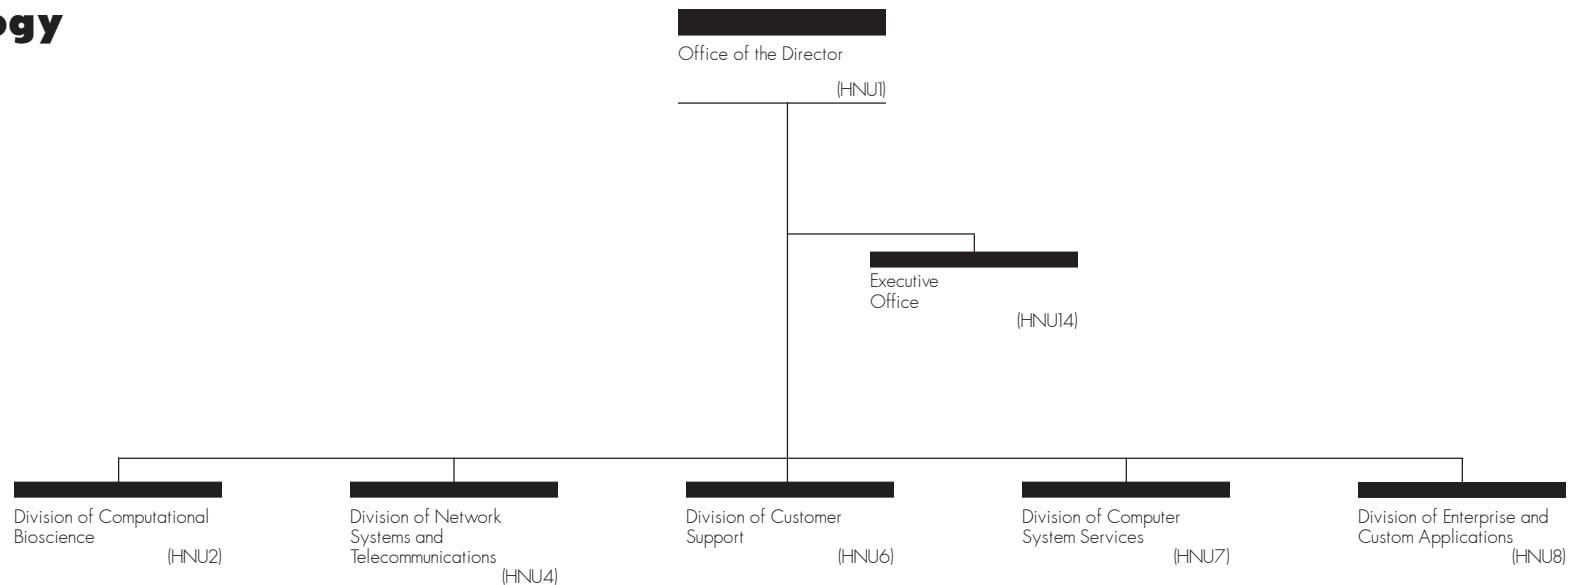 ogy
Office of the Director
(HNU1)
Executive
Office
(HNU14)
Division of Computational
Bioscience
(HNU2)
Division of Network
Systems and
Telecommunications
(HNU4)
Division of Customer
Support
(HNU6)
Division of Computer
System Services
(HNU7)
Division of Enterprise and
Custom Applications
(HNU8)